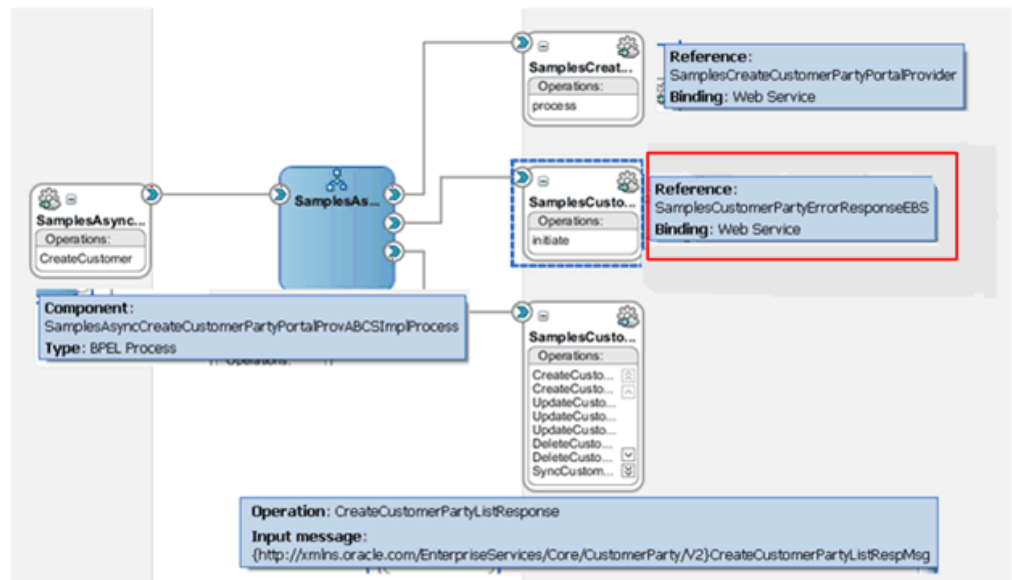 SamplesCreat...
Operations:
process
Reference:
SamplesCreateCustomerPartyPortalProvider
Binding: Web Service
SamplesAsync...
Operations:
CreateCustomer
SamplesAs...
SamplesCusto...
Operations:
initiate
Reference:
SamplesCustomerPartyErrorResponseEBS
Binding: Web Service
Component:
SamplesAsyncCreateCustomerPartyPortalProvABCSImplProcess
Type: BPEL Process
Operations:
SamplesCusto...
Operations:
CreateCusto...
CreateCusto...
UpdateCusto...
UpdateCusto...
UpdateCusto...
DeleteCusto...
DeleteCusto...
SyncCustom...
Operation: CreateCustomerPartyListResponse
Input message:
{http://xmlns.oracle.com/EnterpriseServices/Core/CustomerParty/V2}CreateCustomerPartyListRespMsg